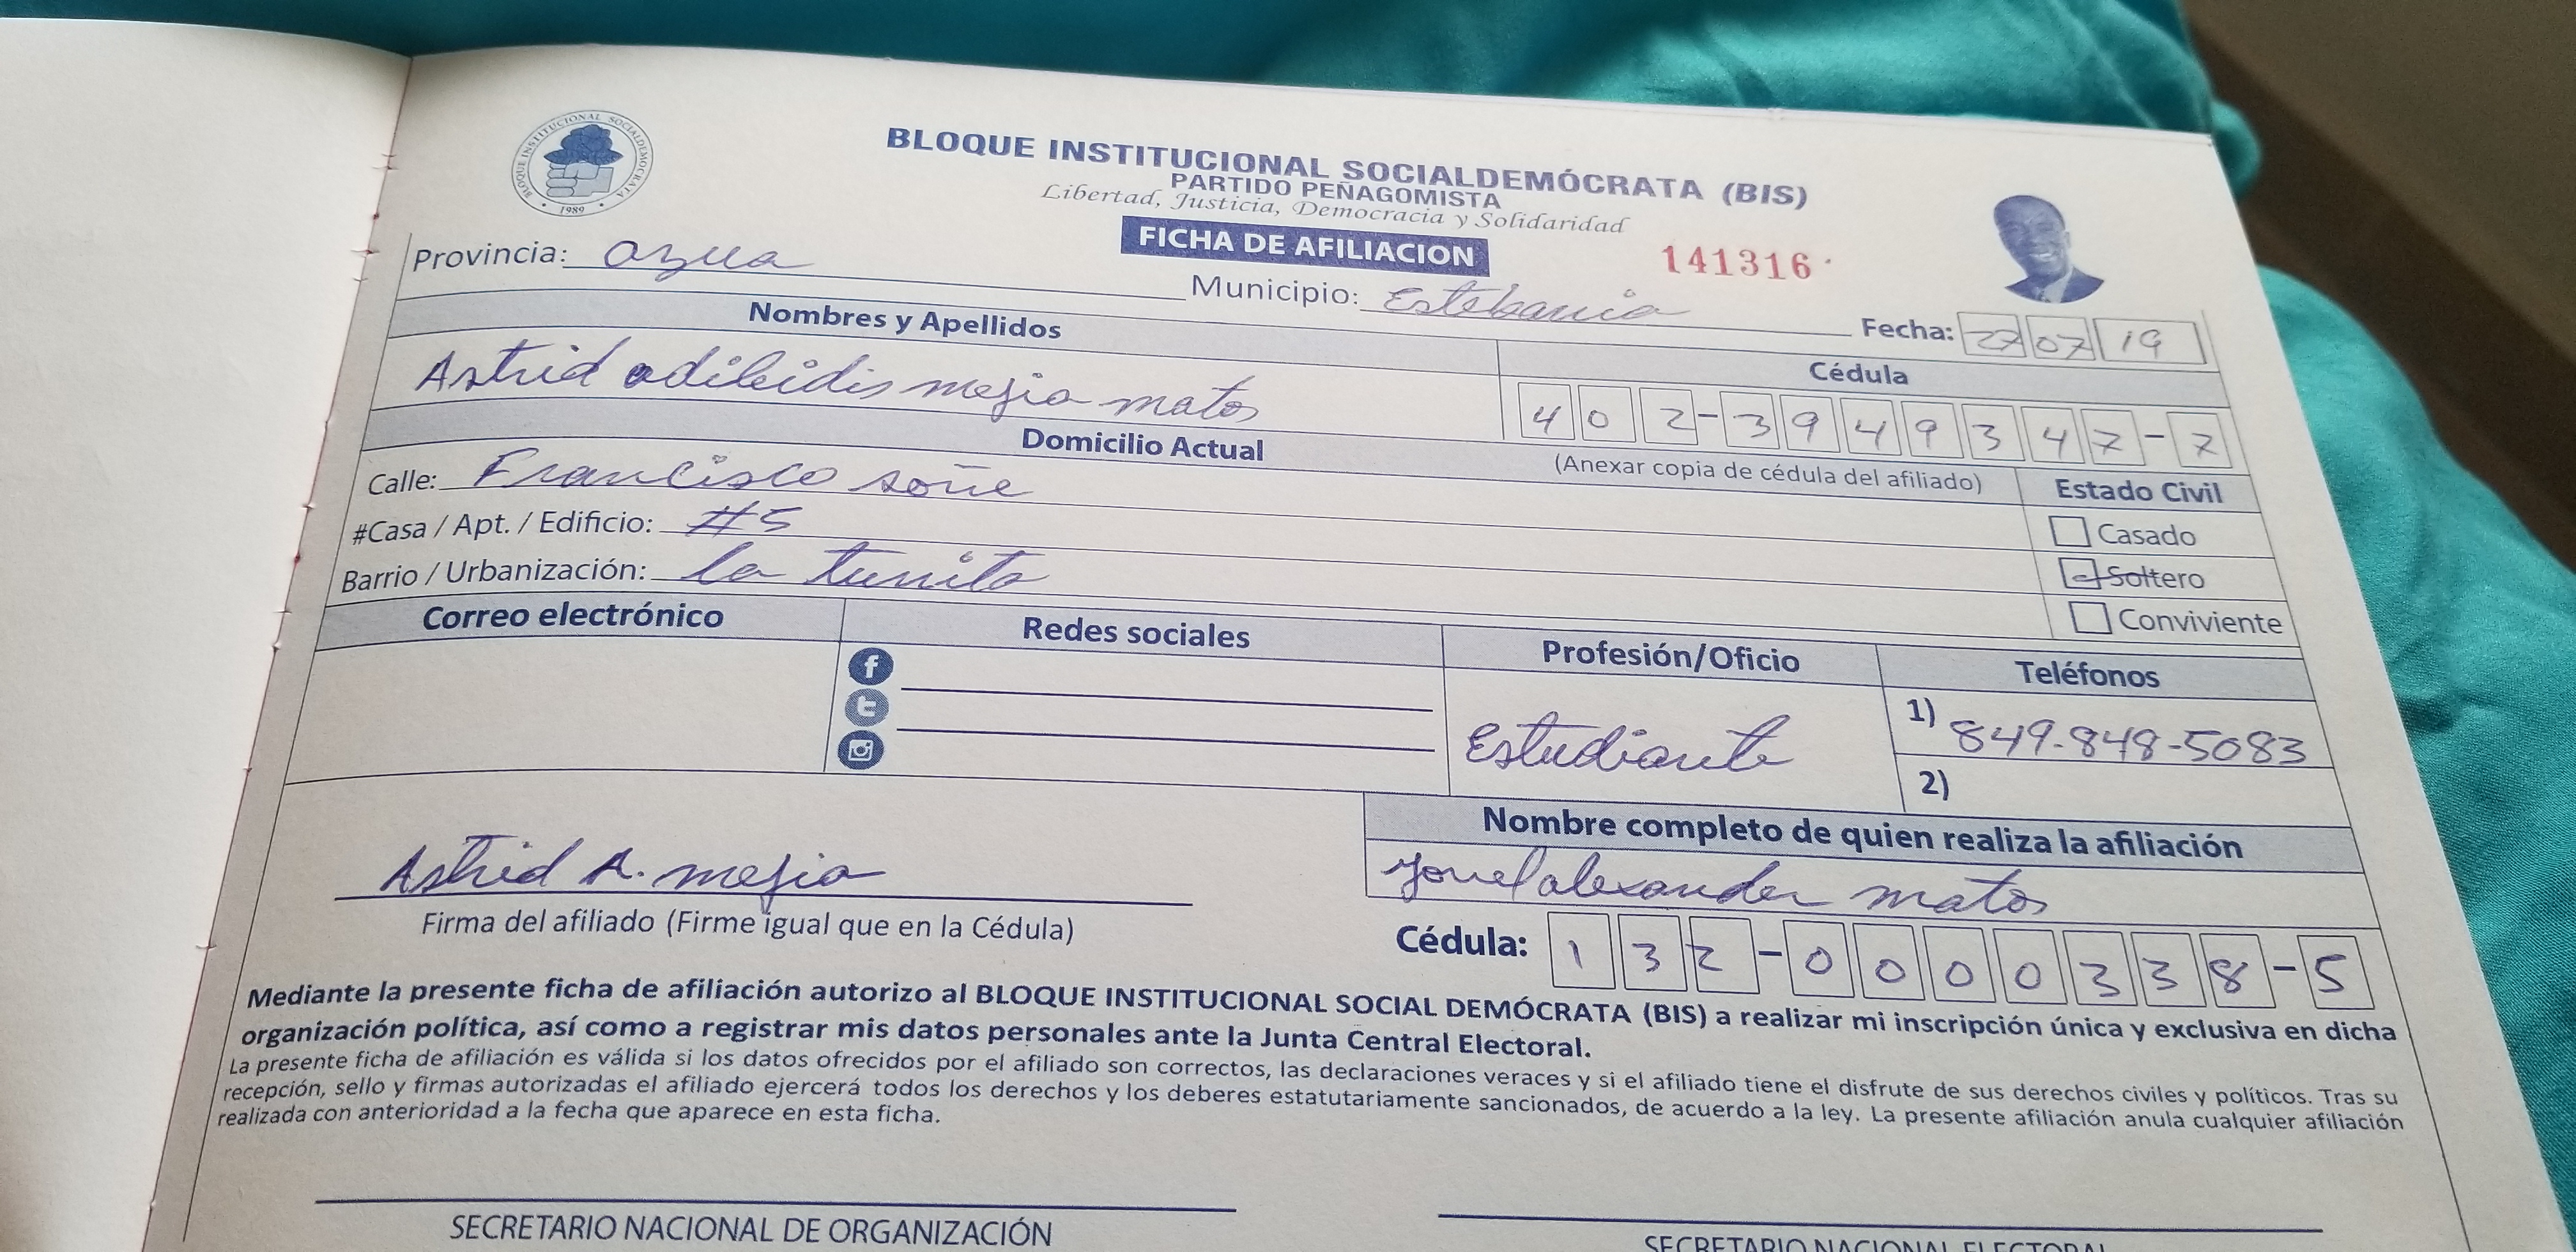 BLOQUE INSTITUCIONAL SOCIALDEMÓCRATA
1989
BLOQUE INSTITUCIONAL SOCIALDEMÓCRATA (BIS)
PARTIDO PEÑAGOMISTA
Libertad, Justicia, Democracia y Solidaridad
FICHA DE AFILIACION
141316
Provincia: azua
Municipio: Estebania
Fecha: 27 07 19
Nombres y Apellidos
Cédula
Astrid adileidis mejia matos
402-3949347-7
Domicilio Actual
(Anexar copia de cédula del afiliado)
Estado Civil
Calle: Francisco soñe
#Casa / Apt. / Edificio: #5
Barrio / Urbanización: la tunita
Casado
Soltero
Conviviente
Correo electrónico
Redes sociales
Profesión/Oficio
Teléfonos
f
t
Estudiante
1) 849-848-5083
2)
Nombre completo de quien realiza la afiliación
Astrid A. mejia
alexander matos
Firma del afiliado (Firme igual que en la Cédula)
Cédula: 132-0000338-5
Mediante la presente ficha de afiliación autorizo al BLOQUE INSTITUCIONAL SOCIAL DEMÓCRATA (BIS) a realizar mi inscripción única y exclusiva en dicha
organización política, así como a registrar mis datos personales ante la Junta Central Electoral.
La presente ficha de afiliación es válida si los datos ofrecidos por el afiliado son correctos, las declaraciones veraces y si el afiliado tiene el disfrute de sus derechos civiles y políticos. Tras su
recepción, sello y firmas autorizadas el afiliado ejercerá todos los derechos y los deberes estatutariamente sancionados, de acuerdo a la ley. La presente afiliación anula cualquier afiliación
realizada con anterioridad a la fecha que aparece en esta ficha.
SECRETARIO NACIONAL DE ORGANIZACIÓN
SECRETARIO NACIONAL ELECTORAL